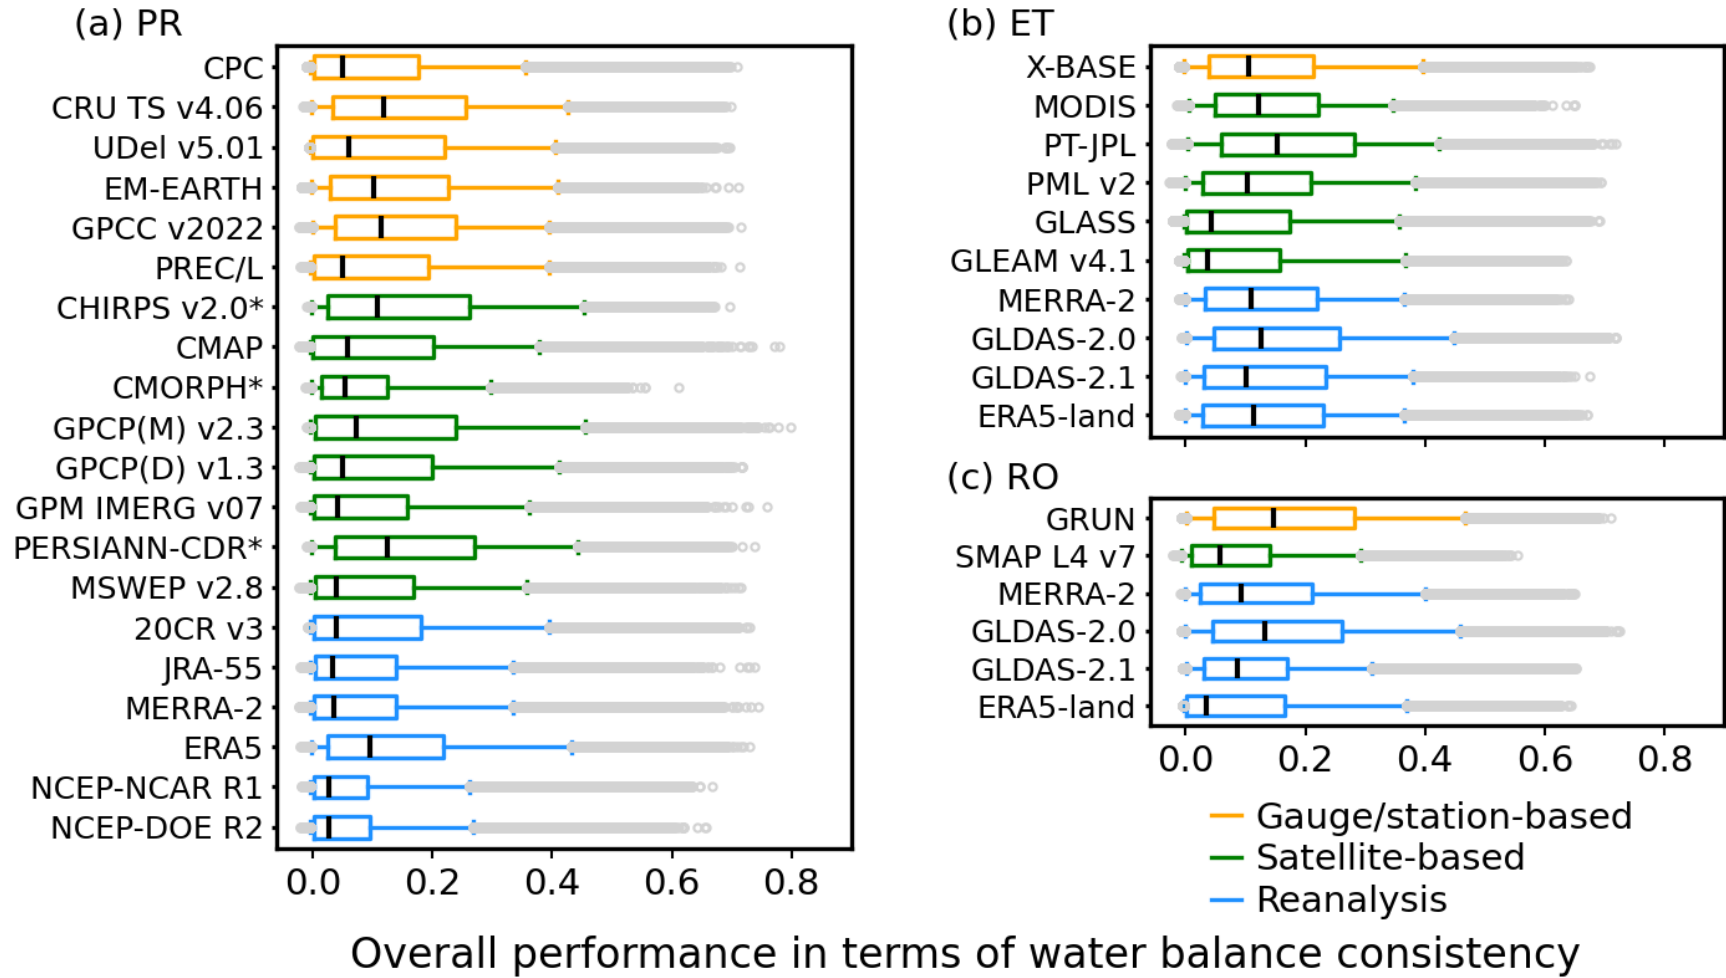 (a) PR
CPC
CRU TS v4.06
UDel v5.01
EM-EARTH
GPCC v2022
PREC/L
CHIRPS v2.0*
CMAP
CMORPH*
GPCP(M) v2.3
GPCP(D) v1.3
GPM IMERG v07
PERSIANN-CDR*
MSWEP v2.8
20CR v3
JRA-55
MERRA-2
ERA5
NCEP-NCAR R1
NCEP-DOE R2
0.0 0.2 0.4 0.6 0.8
(b) ET
X-BASE
MODIS
PT-JPL
PML v2
GLASS
GLEAM v4.1
MERRA-2
GLDAS-2.0
GLDAS-2.1
ERA5-land
(c) RO
GRUN
SMAP L4 v7
MERRA-2
GLDAS-2.0
GLDAS-2.1
ERA5-land
0.0 0.2 0.4 0.6 0.8
Gauge/station-based
Satellite-based
Reanalysis
Overall performance in terms of water balance consistency